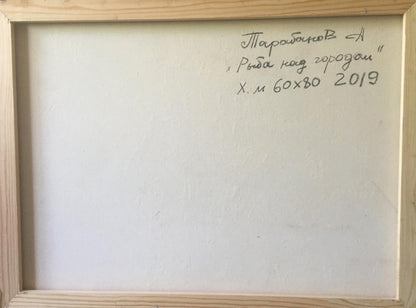 Тарабанов А
„Рыба над городом"
Х.м 60х80 2019